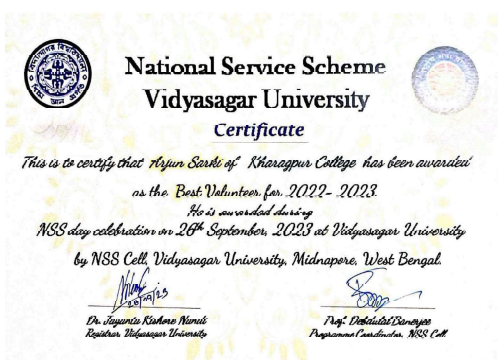 National Service Scheme
Vidyasagar University
Certificate
This is to certify that Arjun Sarki of Kharagpur College has been awarded
as the Best Volunteer for 2022- 2023.
He is awarded during
NSS day celebration on 26th September, 2023 at Vidyasagar University
by NSS Cell, Vidyasagar University, Midnapore, West Bengal.
Dr. Jayanta Kishore Nandi
Registrar, Vidyasagar University
Prof. Debdulal Banerjee
Programme Coordinator, NSS Cell